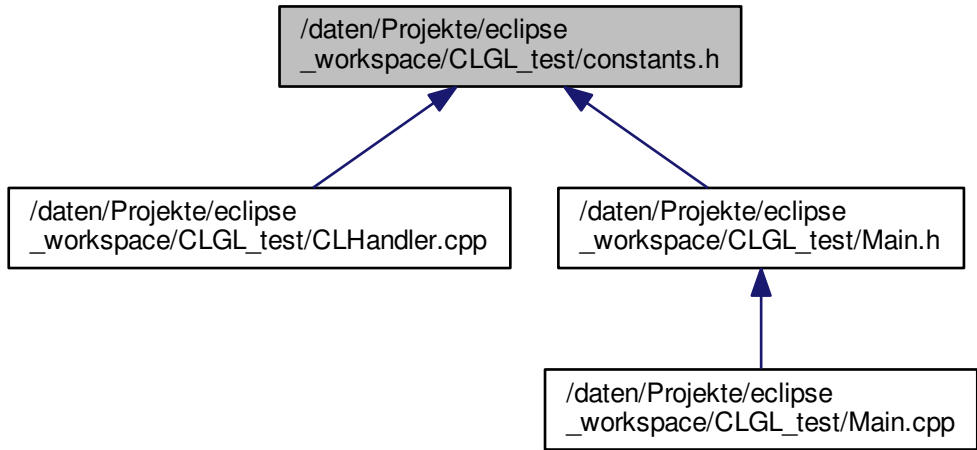 /daten/Projekte/eclipse
_workspace/CLGL_test/constants.h
/daten/Projekte/eclipse
_workspace/CLGL_test/CLHandler.cpp
/daten/Projekte/eclipse
_workspace/CLGL_test/Main.h
/daten/Projekte/eclipse
_workspace/CLGL_test/Main.cpp